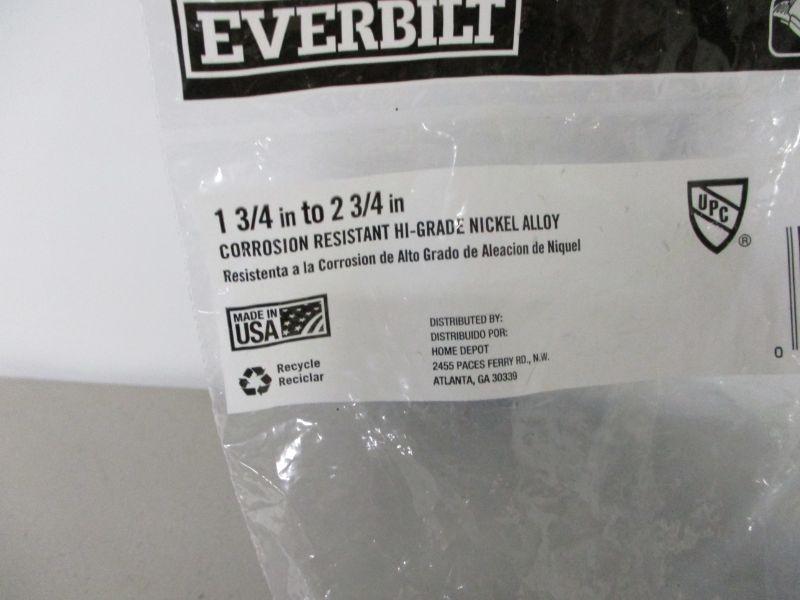 EVERBILT
1 3/4 in to 2 3/4 in
CORROSION RESISTANT HI-GRADE NICKEL ALLOY
Resistenta a la Corrosion de Alto Grado de Aleacion de Niquel
UPC
®
MADE IN
USA
Recycle
Reciclar
DISTRIBUTED BY:
DISTRIBUIDO POR:
HOME DEPOT
2455 PACES FERRY RD., N.W.
ATLANTA, GA 30339
0